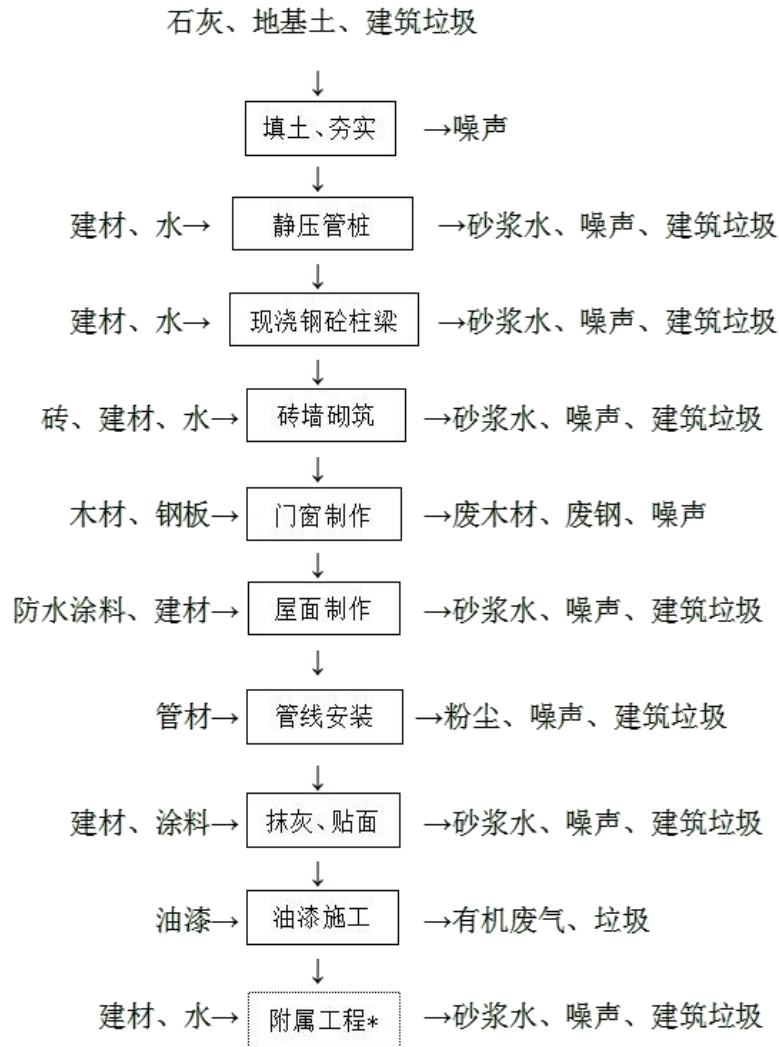 石灰、地基土、建筑垃圾
↓
填土、夯实 →噪声
↓
建材、水→ 静压管桩 →砂浆水、噪声、建筑垃圾
↓
建材、水→ 现浇钢砼柱梁 →砂浆水、噪声、建筑垃圾
↓
砖、建材、水→ 砖墙砌筑 →砂浆水、噪声、建筑垃圾
↓
木材、钢板→ 门窗制作 →废木材、废钢、噪声
↓
防水涂料、建材→ 屋面制作 →砂浆水、噪声、建筑垃圾
↓
管材→ 管线安装 →粉尘、噪声、建筑垃圾
↓
建材、涂料→ 抹灰、贴面 →砂浆水、噪声、建筑垃圾
↓
油漆→ 油漆施工 →有机废气、垃圾
↓
建材、水→ 附属工程* →砂浆水、噪声、建筑垃圾